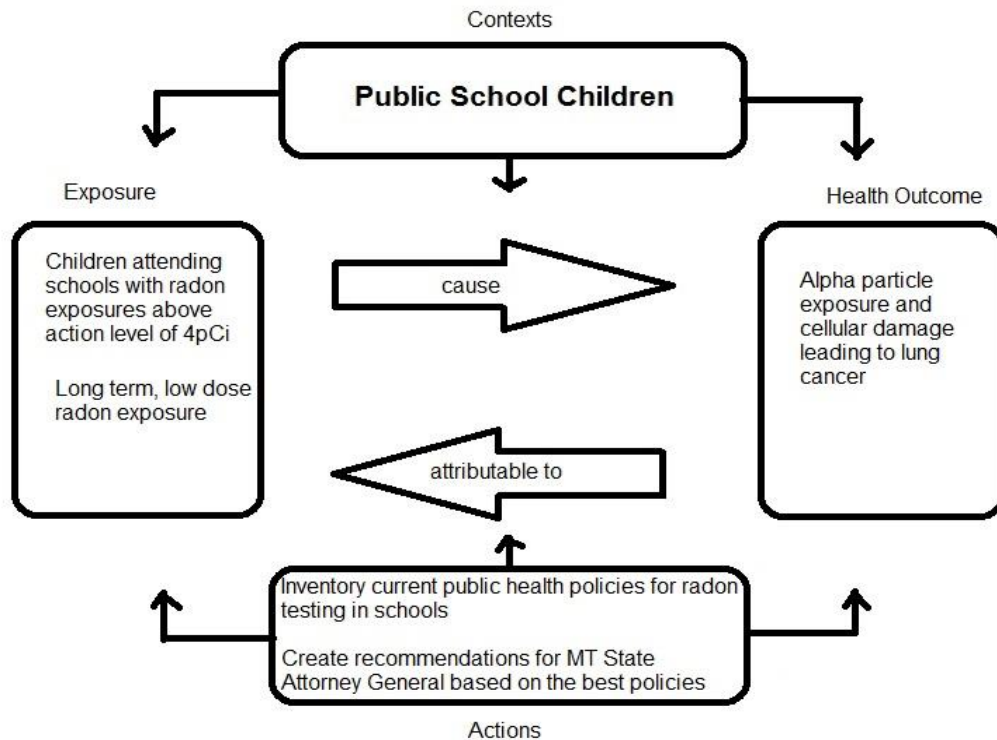 Contexts
Public School Children
Exposure
Health Outcome
Children attending
schools with radon
exposures above
action level of 4pCi
Long term, low dose
radon exposure
cause
Alpha particle
exposure and
cellular damage
leading to lung
cancer
attributable to
Inventory current public health policies for radon
testing in schools
Create recommendations for MT State
Attorney General based on the best policies
Actions